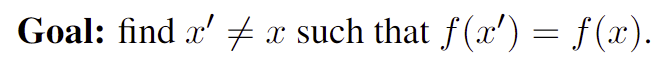 Goal: find x′ ≠ x such that f(x′) = f(x).